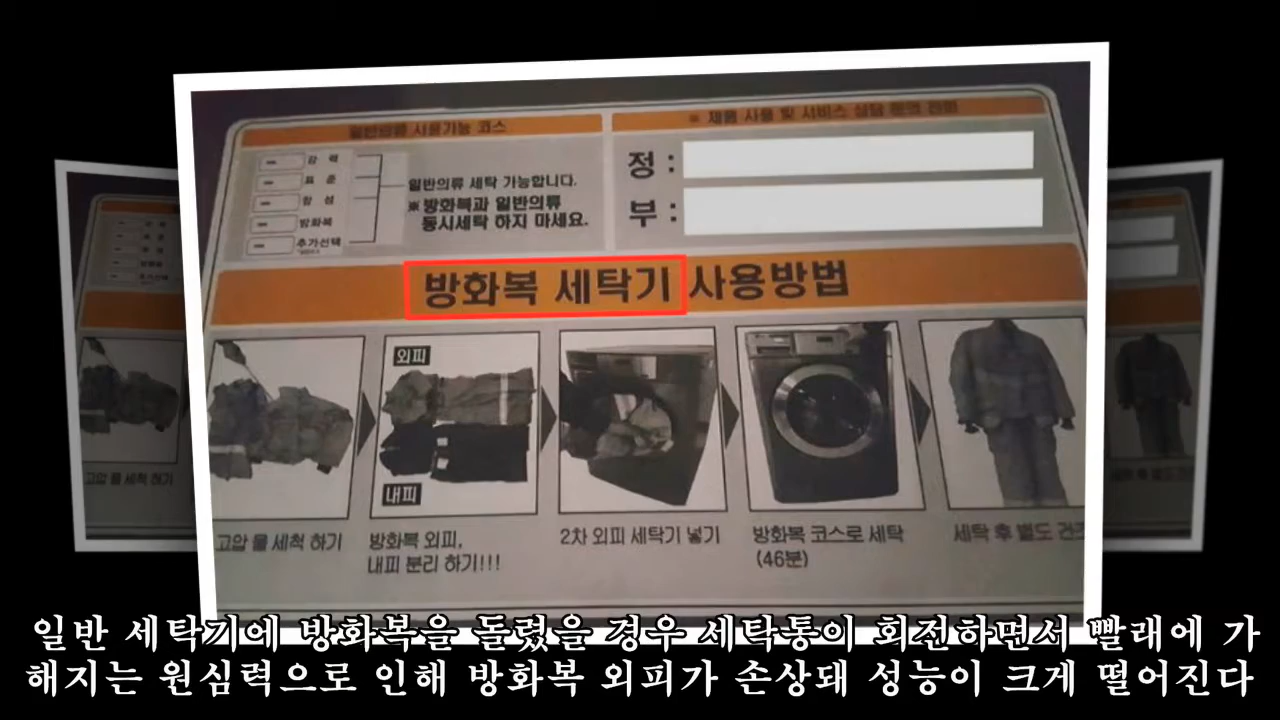 일반의류 사용가능 코스
※ 제품 사용 및 서비스 상담
강 력
표 준
합 성
방화복
추가선택
일반의류 세탁 가능합니다.
※ 방화복과 일반의류
동시세탁 하지 마세요.
정 :
부 :
방화복 세탁기 사용방법
외피
내피
고압 물 세척 하기
방화복 외피,
내피 분리 하기!!!
2차 외피 세탁기 넣기
방화복 코스로 세탁
(46분)
세탁 후 별도 건조
고압 물 세척 하기
일반 세탁기에 방화복을 돌렸을 경우 세탁통이 회전하면서 빨래에 가
해지는 원심력으로 인해 방화복 외피가 손상돼 성능이 크게 떨어진다